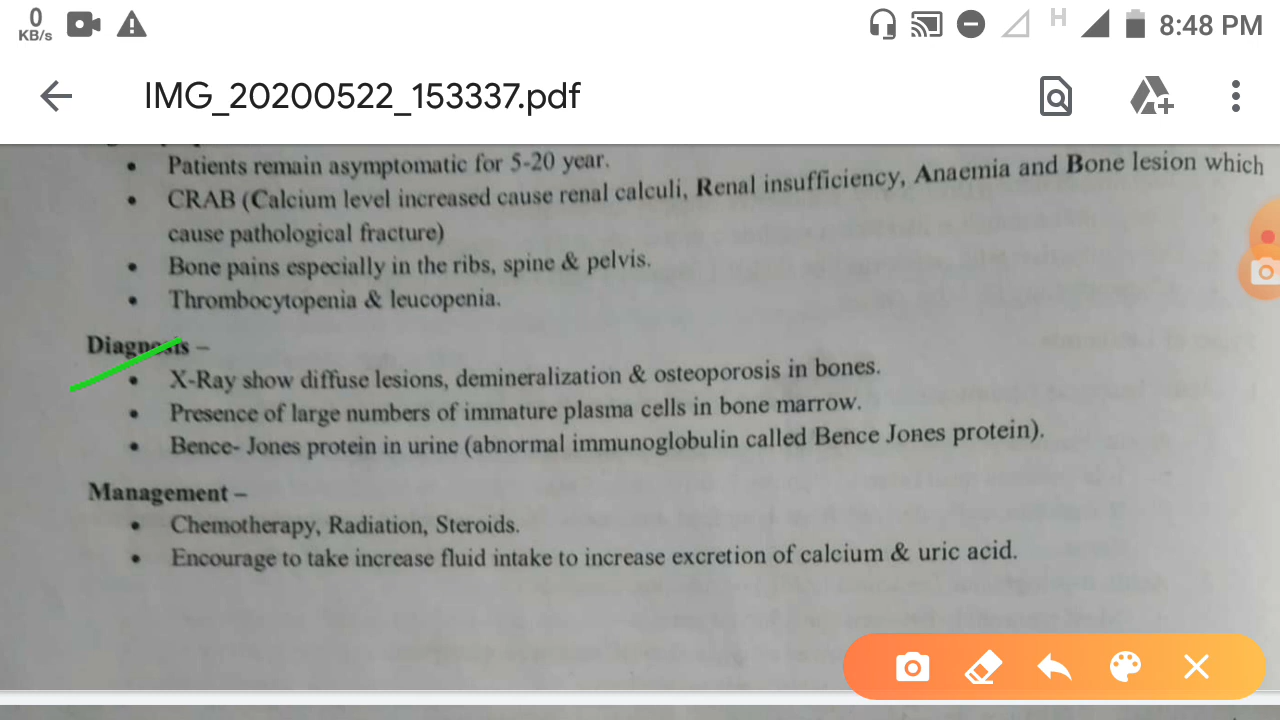 0
KB/s
H
8:48 PM
IMG_20200522_153337.pdf
• Patients remain asymptomatic for 5-20 year.
• CRAB (Calcium level increased cause renal calculi, Renal insufficiency, Anaemia and Bone lesion which
cause pathological fracture)
• Bone pains especially in the ribs, spine & pelvis.
• Thrombocytopenia & leucopenia.
Diagnosis –
• X-Ray show diffuse lesions, demineralization & osteoporosis in bones.
• Presence of large numbers of immature plasma cells in bone marrow.
• Bence- Jones protein in urine (abnormal immunoglobulin called Bence Jones protein).
Management –
• Chemotherapy, Radiation, Steroids.
• Encourage to take increase fluid intake to increase excretion of calcium & uric acid.